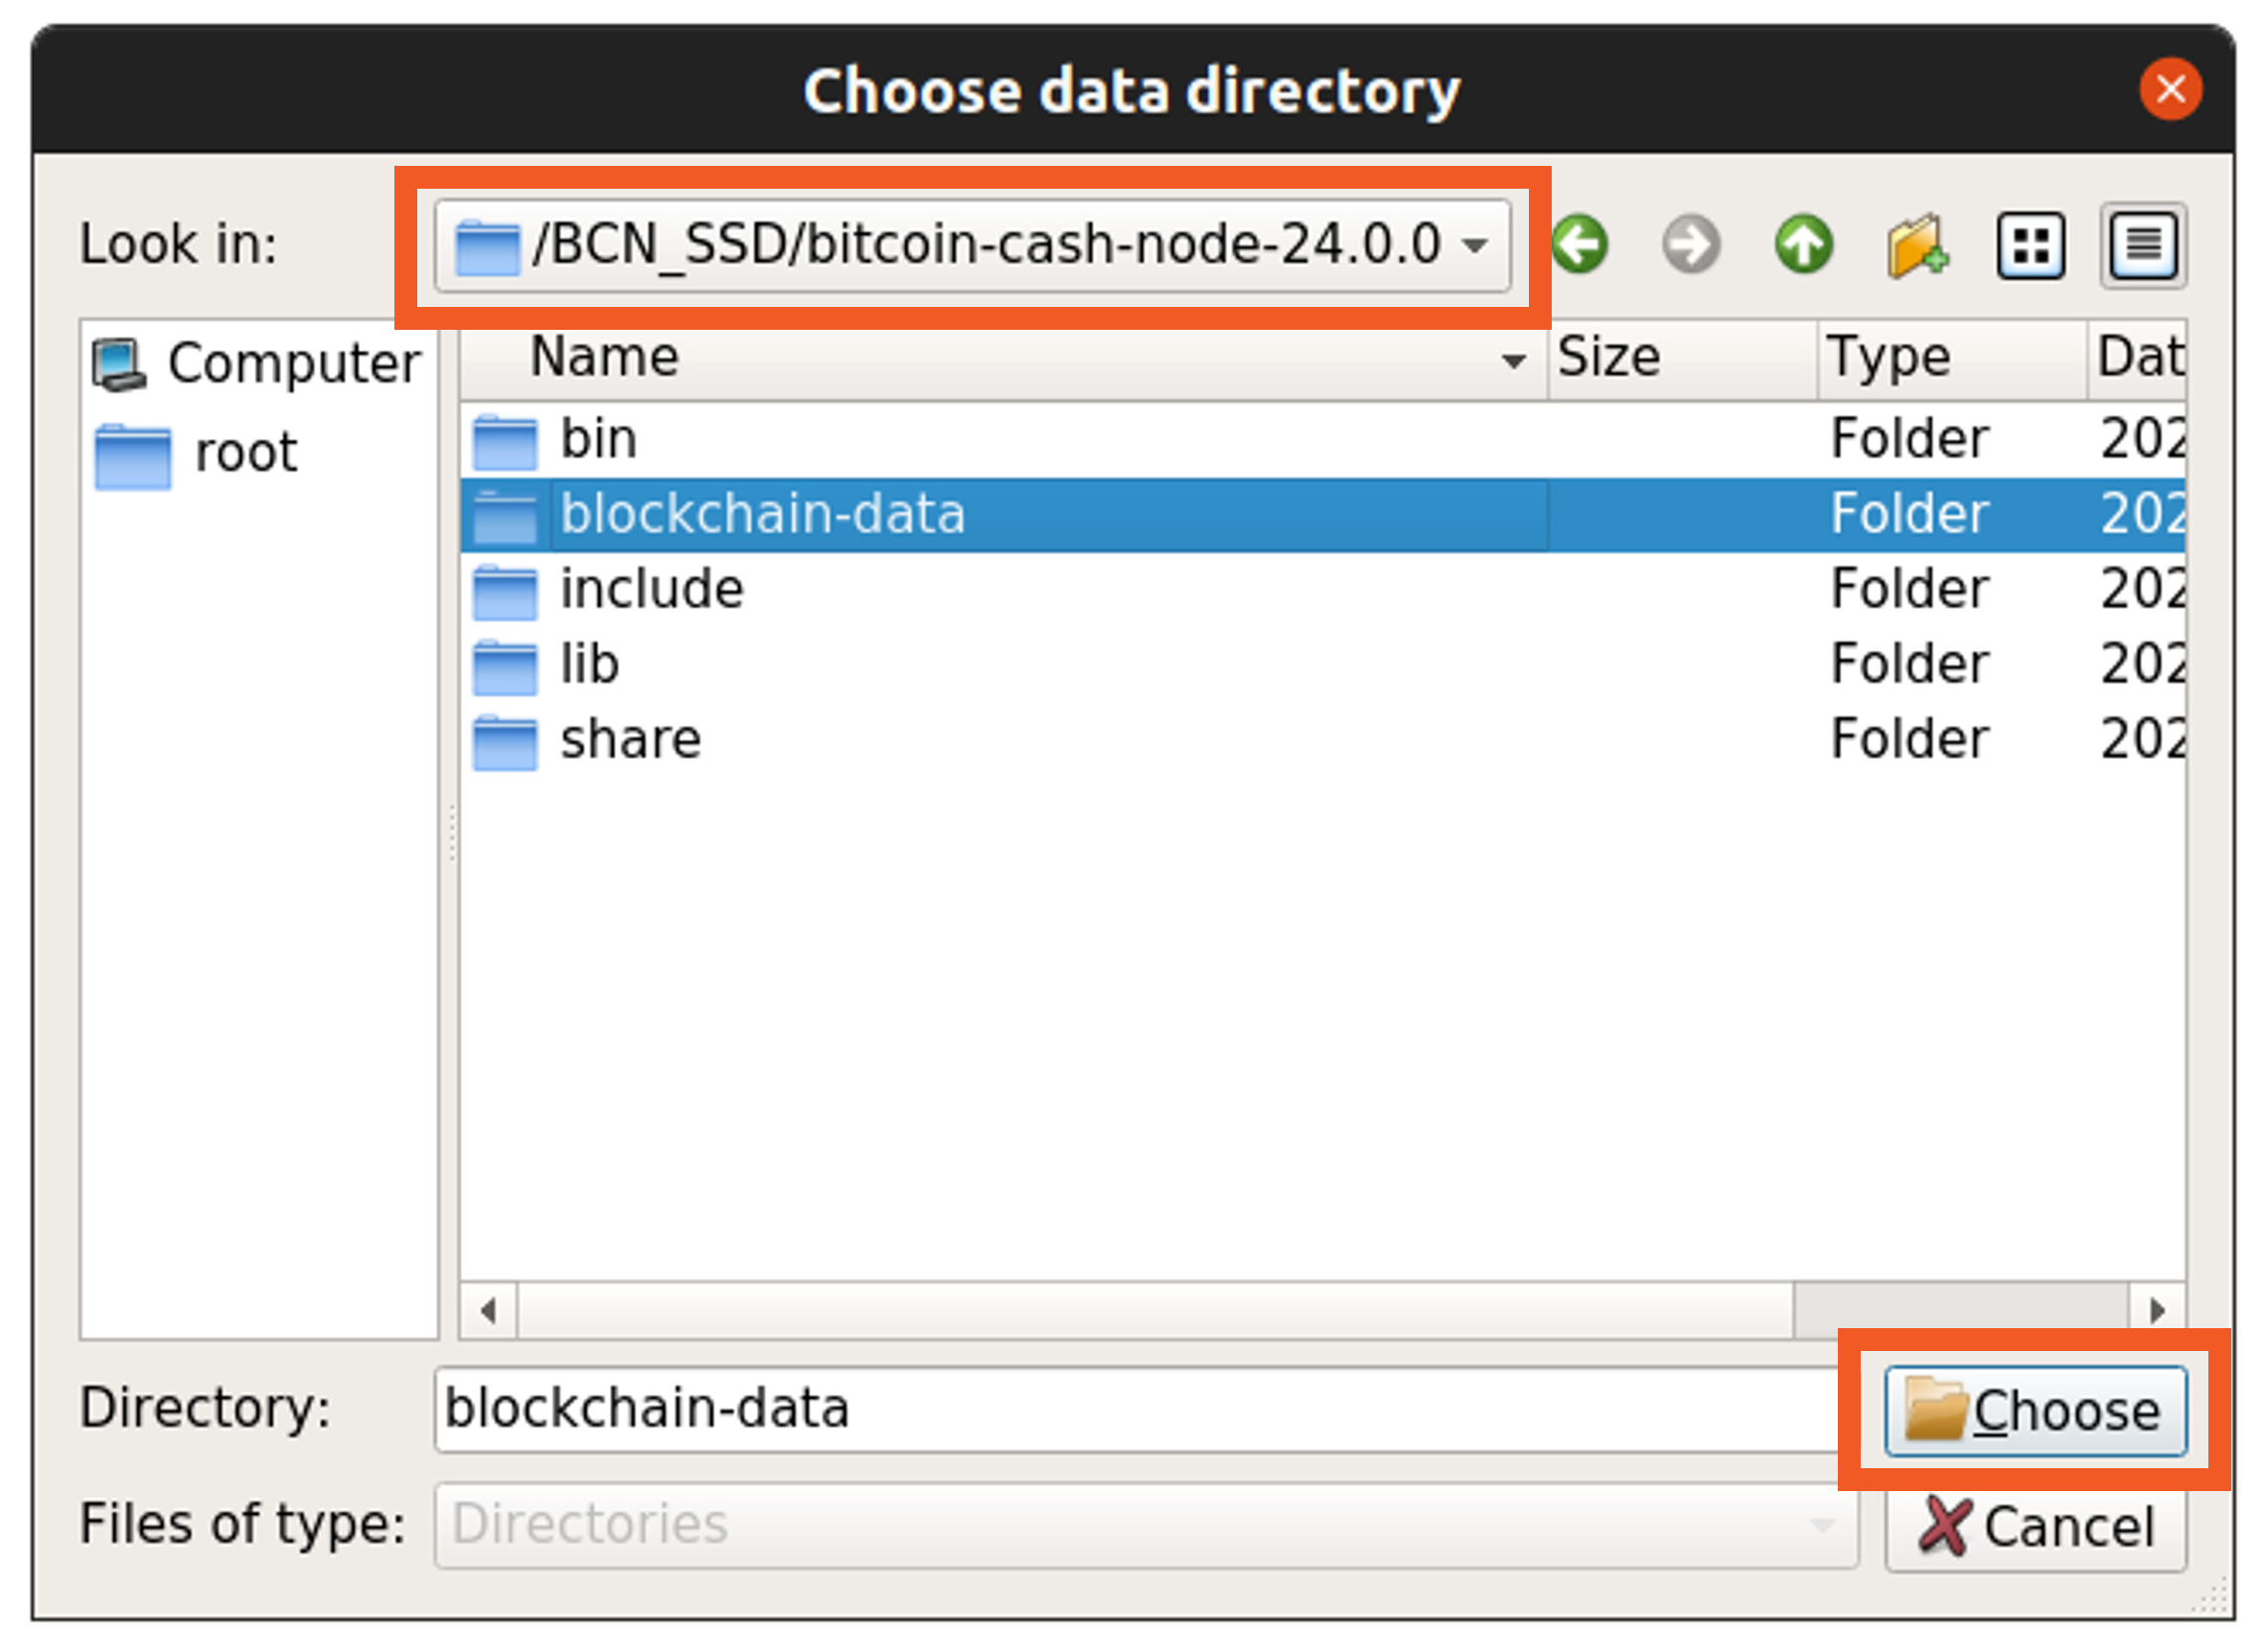 Choose data directory
Look in: /BCN_SSD/bitcoin-cash-node-24.0.0
Computer
root
Name Size Type Dat
bin Folder 202
blockchain-data Folder 202
include Folder 202
lib Folder 202
share Folder 202
Directory: blockchain-data Choose
Files of type: Directories Cancel